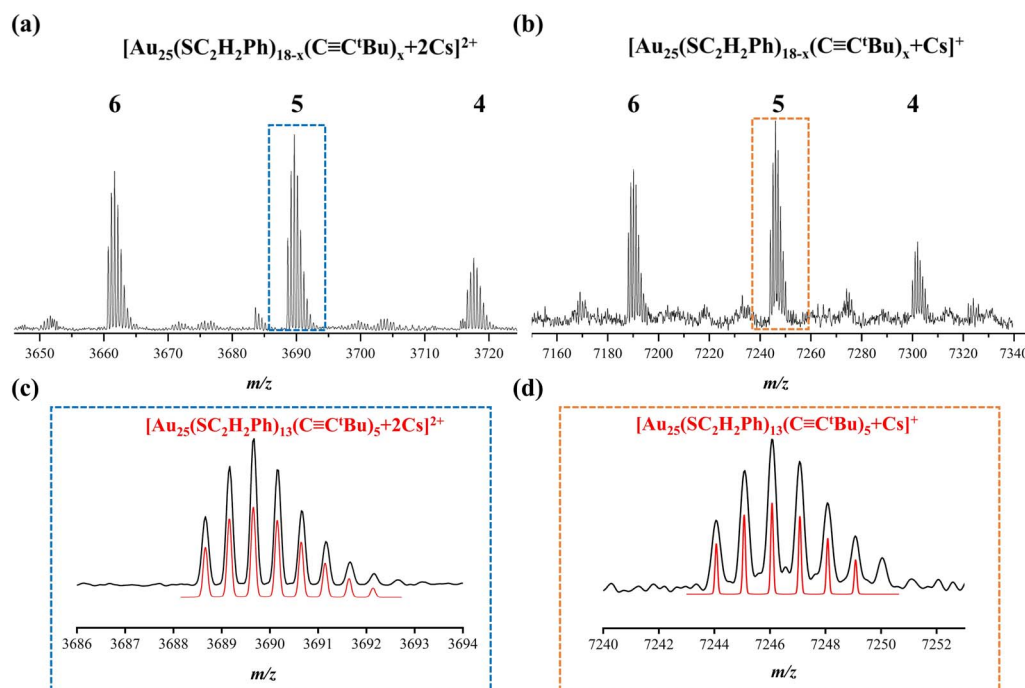 (a)
[Au₂₅(SC₂H₂Ph)₁₈₋ₓ(C≡CᵗBu)ₓ+2Cs]²⁺
6 5 4
3650 3660 3670 3680 3690 3700 3710 3720
m/z
(b)
[Au₂₅(SC₂H₂Ph)₁₈₋ₓ(C≡CᵗBu)ₓ+Cs]⁺
6 5 4
7160 7180 7200 7220 7240 7260 7280 7300 7320 7340
m/z
(c)
[Au₂₅(SC₂H₂Ph)₁₃(C≡CᵗBu)₅+2Cs]²⁺
3686 3687 3688 3689 3690 3691 3692 3693 3694
m/z
(d)
[Au₂₅(SC₂H₂Ph)₁₃(C≡CᵗBu)₅+Cs]⁺
7240 7242 7244 7246 7248 7250 7252
m/z